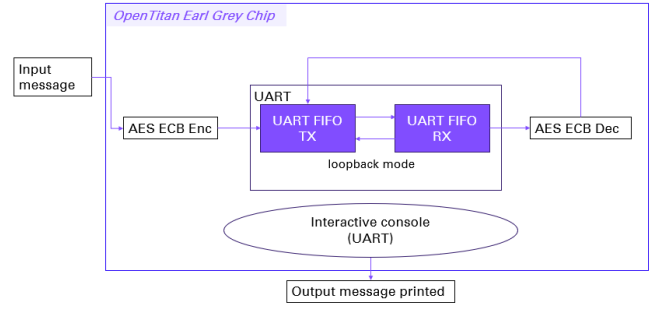 OpenTitan Earl Grey Chip
Input
message
UART
AES ECB Enc
UART FIFO
TX
UART FIFO
RX
AES ECB Dec
loopback mode
Interactive console
(UART)
Output message printed